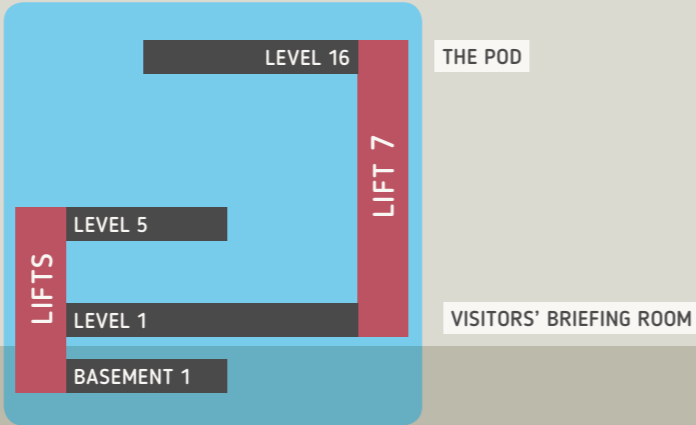 LEVEL 16
THE POD
LIFT 7
LEVEL 5
LIFTS
LEVEL 1
VISITORS’ BRIEFING ROOM
BASEMENT 1